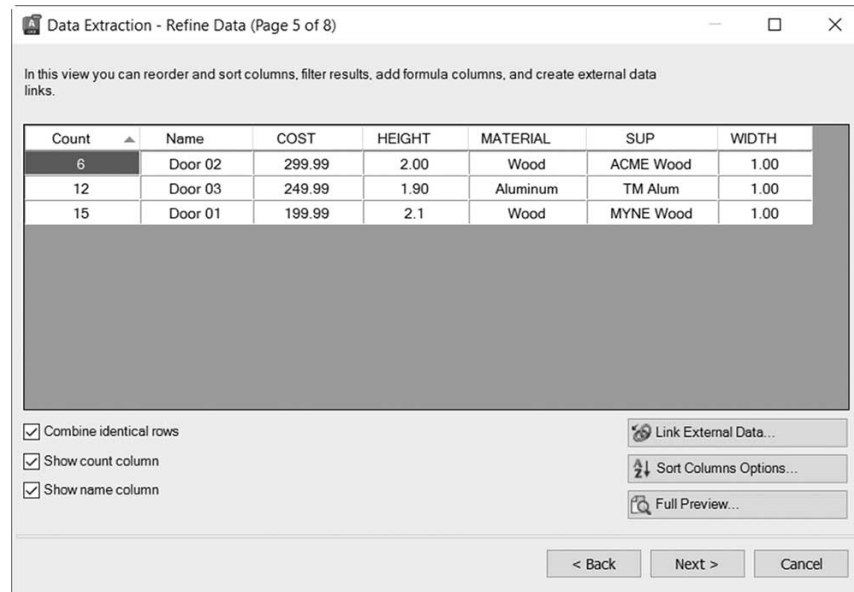 Data Extraction - Refine Data (Page 5 of 8)
In this view you can reorder and sort columns, filter results, add formula columns, and create external data
links.
Count Name COST HEIGHT MATERIAL SUP WIDTH
6 Door 02 299.99 2.00 Wood ACME Wood 1.00
12 Door 03 249.99 1.90 Aluminum TM Alum 1.00
15 Door 01 199.99 2.1 Wood MYNE Wood 1.00
Combine identical rows
Show count column
Show name column
Link External Data...
Sort Columns Options...
Full Preview...
< Back Next > Cancel